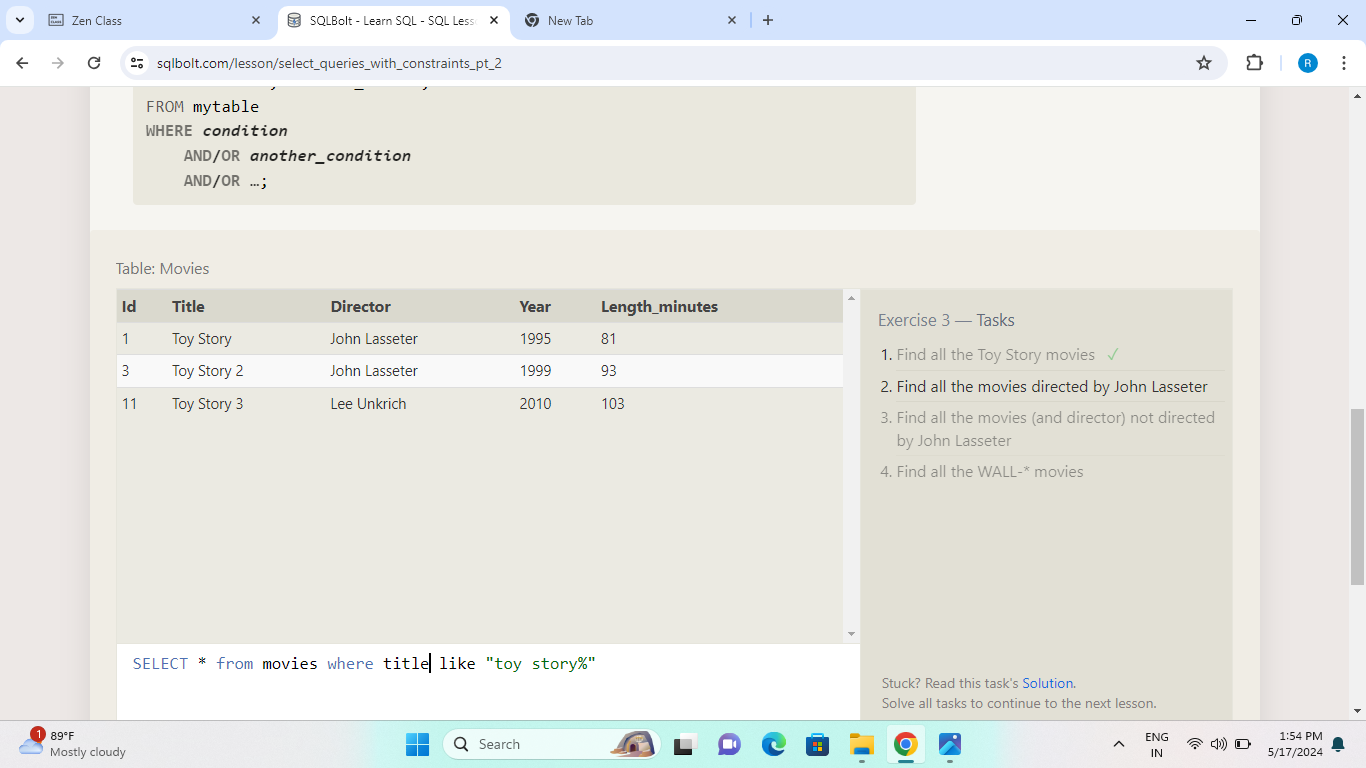 Zen Class
SQLBolt - Learn SQL - SQL Less
New Tab
sqlbolt.com/lesson/select_queries_with_constraints_pt_2
R
FROM mytable
WHERE condition
AND/OR another_condition
AND/OR …;
Table: Movies
Id Title Director Year Length_minutes
1 Toy Story John Lasseter 1995 81
3 Toy Story 2 John Lasseter 1999 93
11 Toy Story 3 Lee Unkrich 2010 103
Exercise 3 — Tasks
1. Find all the Toy Story movies ✓
2. Find all the movies directed by John Lasseter
3. Find all the movies (and director) not directed
by John Lasseter
4. Find all the WALL-* movies
SELECT * from movies where title like "toy story%"
Stuck? Read this task's Solution.
Solve all tasks to continue to the next lesson.
1
89°F
Mostly cloudy
Search
ENG
IN
1:54 PM
5/17/2024